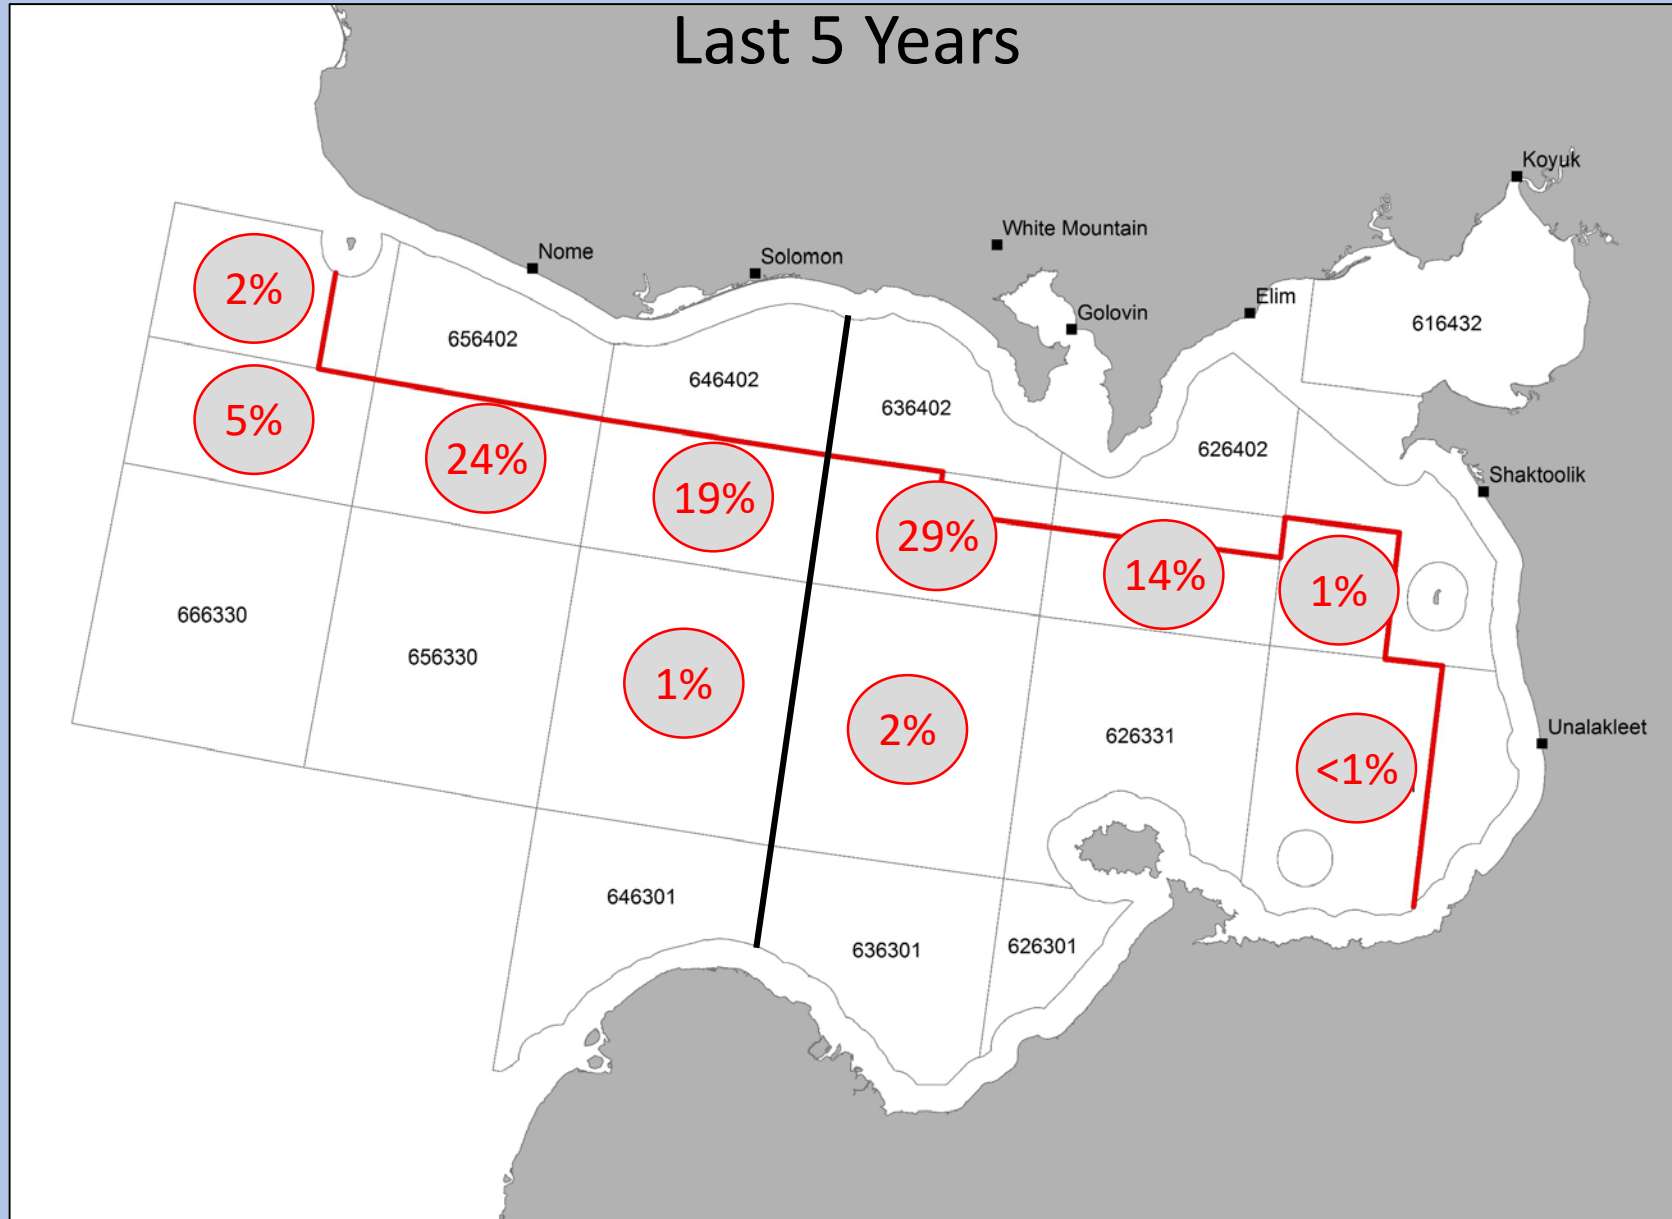 Last 5 Years
Koyuk
White Mountain
Nome
Solomon
2%
Elim
Golovin
616432
656402
646402
636402
5%
626402
24%
Shaktoolik
19%
29%
14%
1%
666330
656330
1%
2%
626331
Unalakleet
<1%
646301
636301
626301